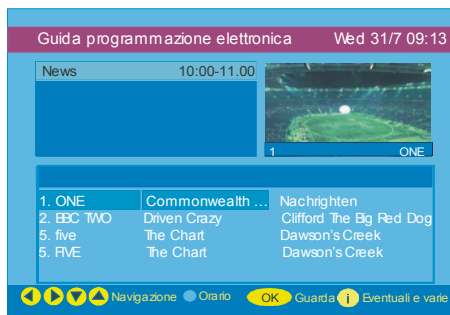 Guida programmazione elettronica Wed 31/7 09:13
News 10:00-11.00
1 ONE
1. ONE Commonwealth ... Nachrighten
2. BBC TWO Driven Crazy Clifford The Big Red Dog
5. five The Chart Dawson's Creek
5. FIVE The Chart Dawson's Creek
Navigazione Orario OK Guarda i Eventuali e varie